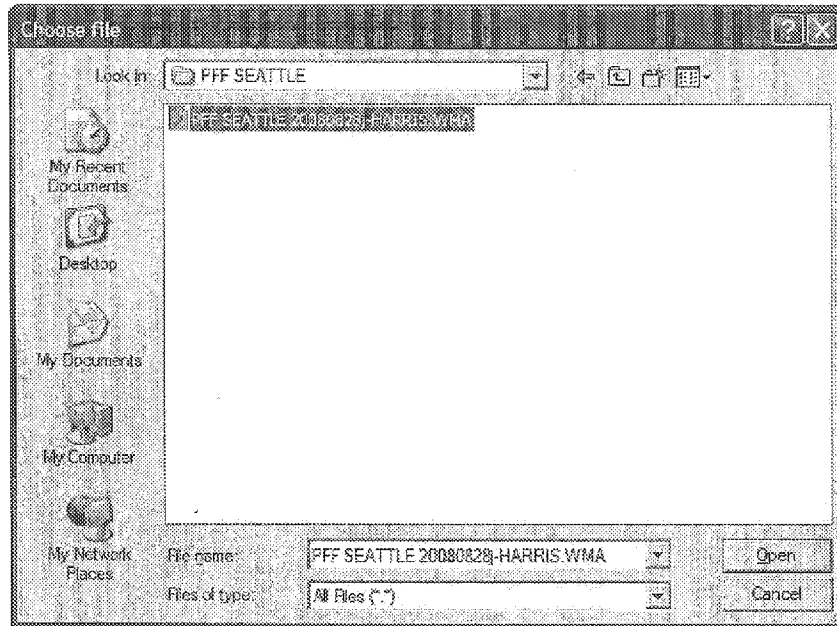 Choose file
Look in: PFF SEATTLE
PFF SEATTLE 20080828j-HARRIS.WMA
My Recent
Documents
Desktop
My Documents
My Computer
My Network
Places
File name: PFF SEATTLE 20080828j-HARRIS.WMA
Open
Files of type: All Files (*.*)
Cancel